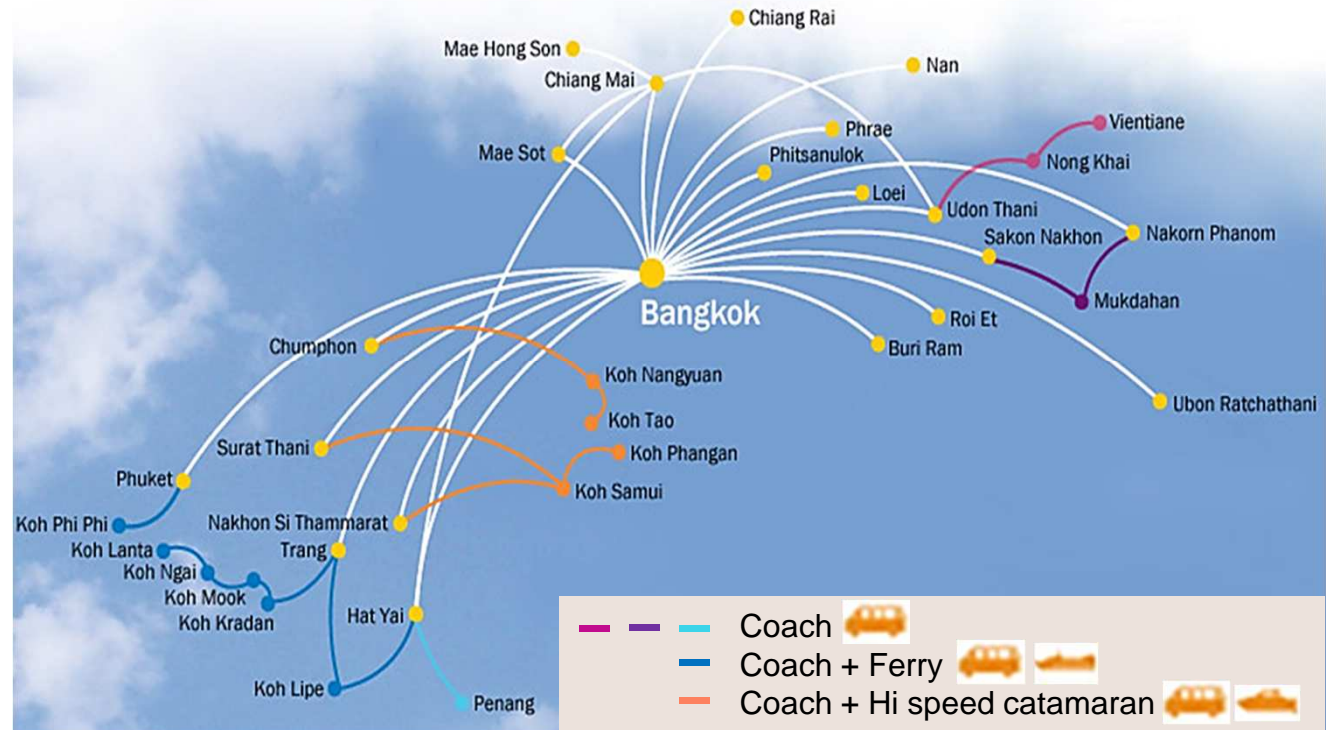 Chiang Rai
Mae Hong Son
Nan
Chiang Mai
Vientiane
Phrae
Mae Sot
Phitsanulok
Nong Khai
Loei
Udon Thani
Sakon Nakhon
Nakorn Phanom
Mukdahan
Bangkok
Roi Et
Chumphon
Buri Ram
Koh Nangyuan
Ubon Ratchathani
Koh Tao
Surat Thani
Koh Phangan
Phuket
Koh Samui
Koh Phi Phi
Nakhon Si Thammarat
Koh Lanta
Trang
Koh Ngai
Koh Mook
Hat Yai
Koh Kradan
Koh Lipe
Penang
Coach
Coach + Ferry
Coach + Hi speed catamaran